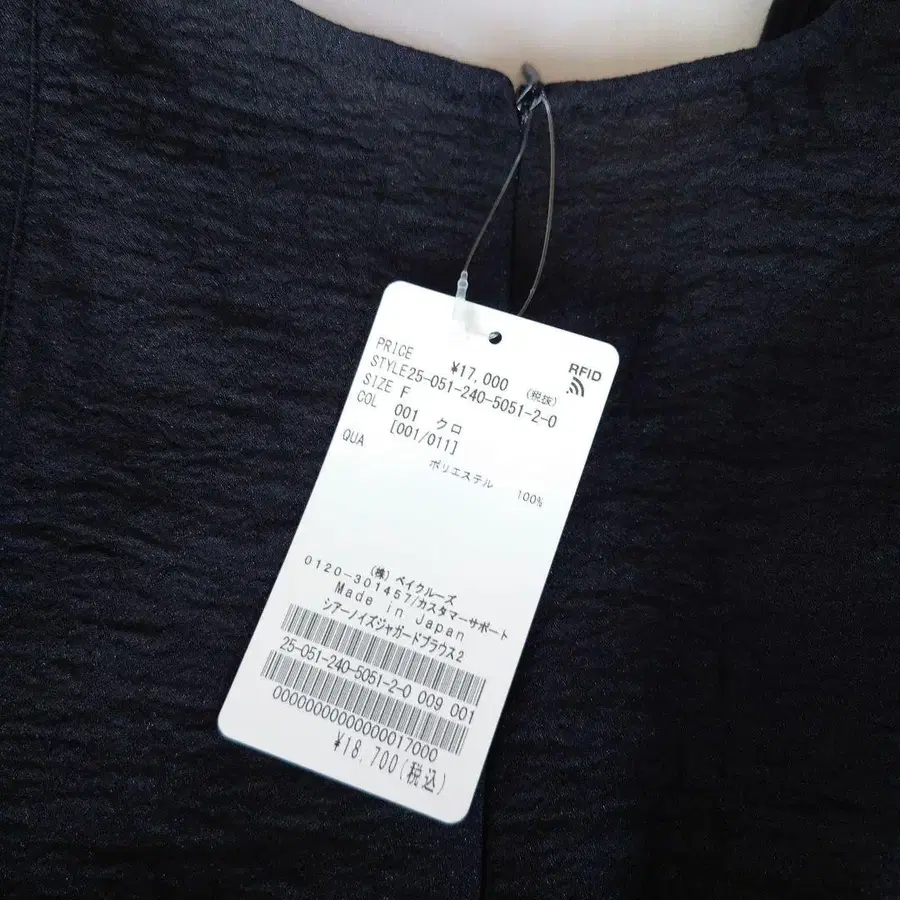 RFID
PRICE ¥17,000 (税抜)
STYLE25-051-240-5051-2-0
SIZE F
COL 001 クロ
[001/011]
QUA ポリエステル 100%
(株) ベイクルーズ
0120-301457/カスタマーサポート
Made in Japan
シアーノイズジャガードブラウス2
25-051-240-5051-2-0 009 001
0000000000000017000
¥18,700(税込)